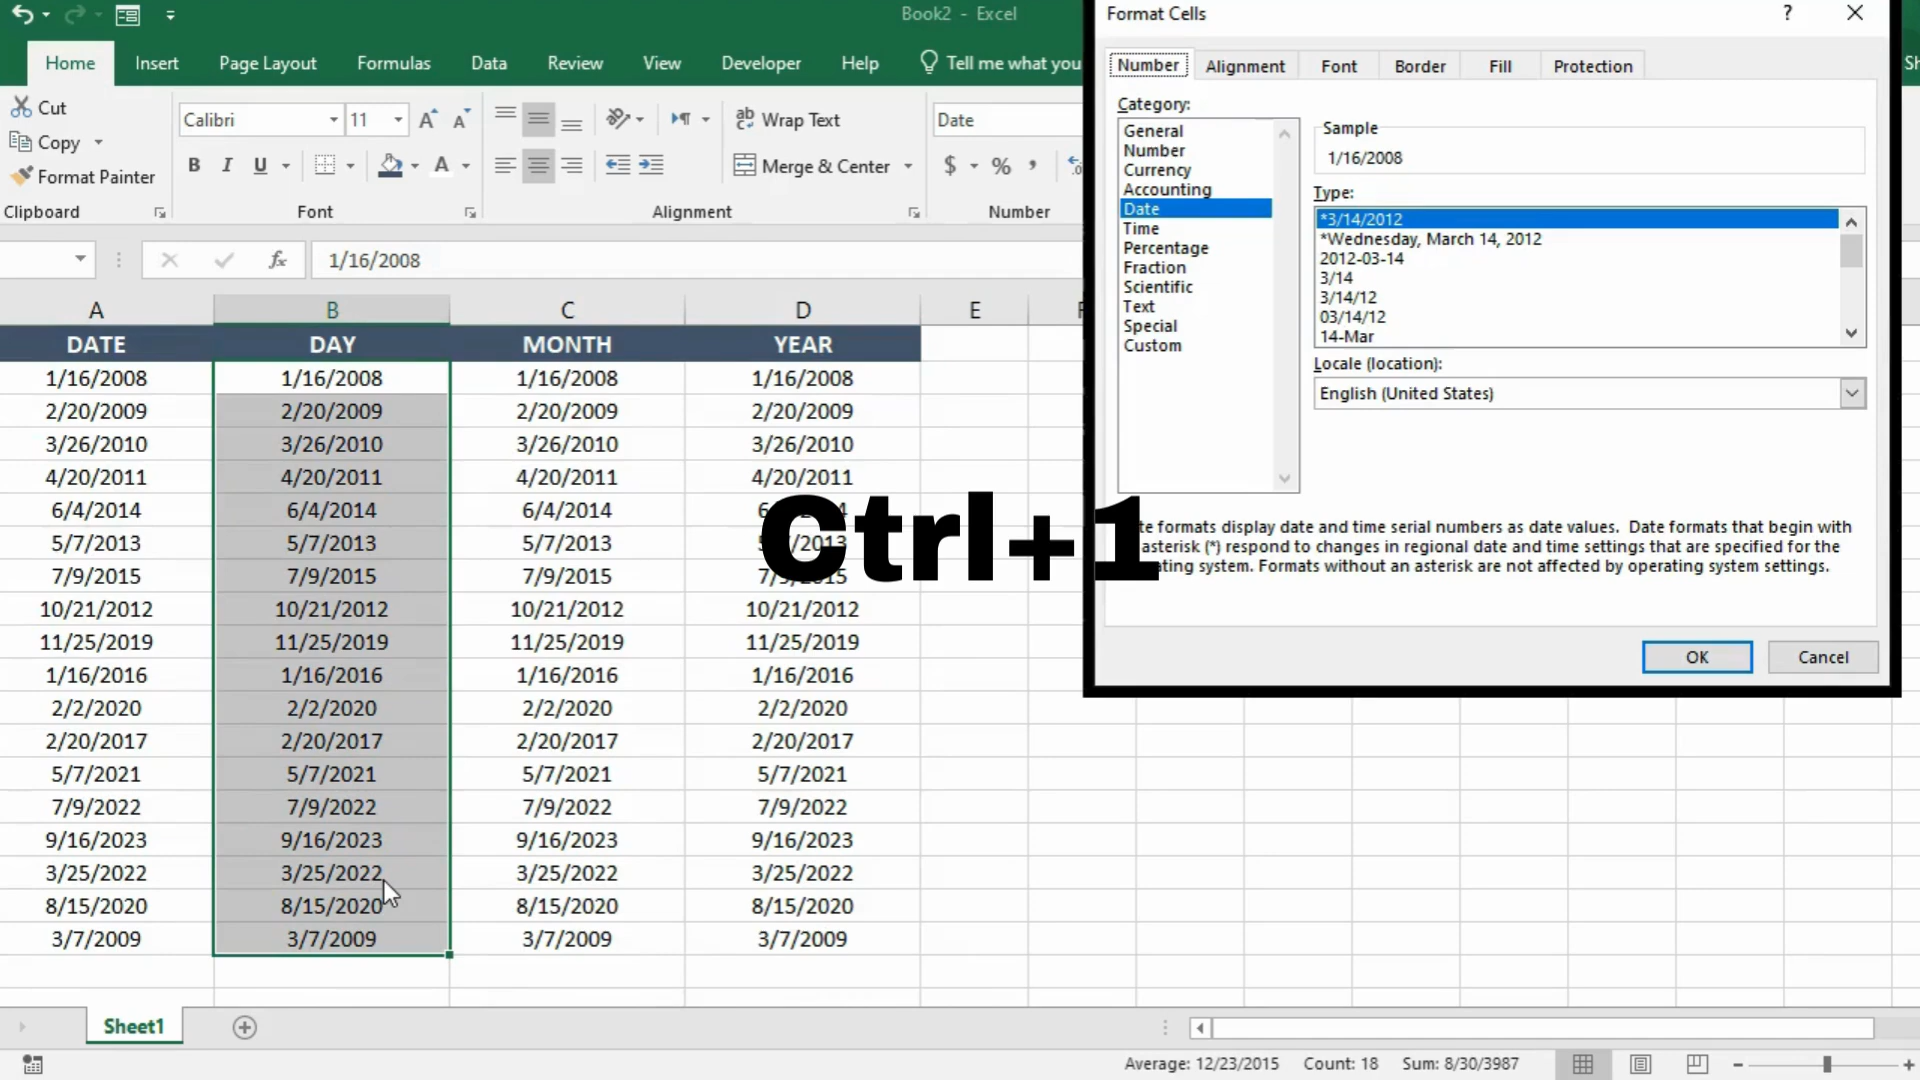 Book2 - Excel
Home Insert Page Layout Formulas Data Review View Developer Help Tell me what you
Cut
Copy
Format Painter
Calibri 11
B I U A
Wrap Text
Merge & Center
Date
$ % ,
Clipboard Font Alignment Number
fx 1/16/2008
A B C D E
DATE DAY MONTH YEAR
1/16/2008 1/16/2008 1/16/2008 1/16/2008
2/20/2009 2/20/2009 2/20/2009 2/20/2009
3/26/2010 3/26/2010 3/26/2010 3/26/2010
4/20/2011 4/20/2011 4/20/2011 4/20/2011
6/4/2014 6/4/2014 6/4/2014
5/7/2013 5/7/2013 5/7/2013
7/9/2015 7/9/2015 7/9/2015
10/21/2012 10/21/2012 10/21/2012 10/21/2012
11/25/2019 11/25/2019 11/25/2019 11/25/2019
1/16/2016 1/16/2016 1/16/2016 1/16/2016
2/2/2020 2/2/2020 2/2/2020 2/2/2020
2/20/2017 2/20/2017 2/20/2017 2/20/2017
5/7/2021 5/7/2021 5/7/2021 5/7/2021
7/9/2022 7/9/2022 7/9/2022 7/9/2022
9/16/2023 9/16/2023 9/16/2023 9/16/2023
3/25/2022 3/25/2022 3/25/2022 3/25/2022
8/15/2020 8/15/2020 8/15/2020 8/15/2020
3/7/2009 3/7/2009 3/7/2009 3/7/2009
Ctrl+1
Format Cells
?
Number Alignment Font Border Fill Protection
Category:
General
Number
Currency
Accounting
Date
Time
Percentage
Fraction
Scientific
Text
Special
Custom
Sample
1/16/2008
Type:
*3/14/2012
*Wednesday, March 14, 2012
2012-03-14
3/14
3/14/12
03/14/12
14-Mar
Locale (location):
English (United States)
formats display date and time serial numbers as date values. Date formats that begin with
asterisk (*) respond to changes in regional date and time settings that are specified for the
system. Formats without an asterisk are not affected by operating system settings.
OK Cancel
Sheet1
Average: 12/23/2015 Count: 18 Sum: 8/30/3987